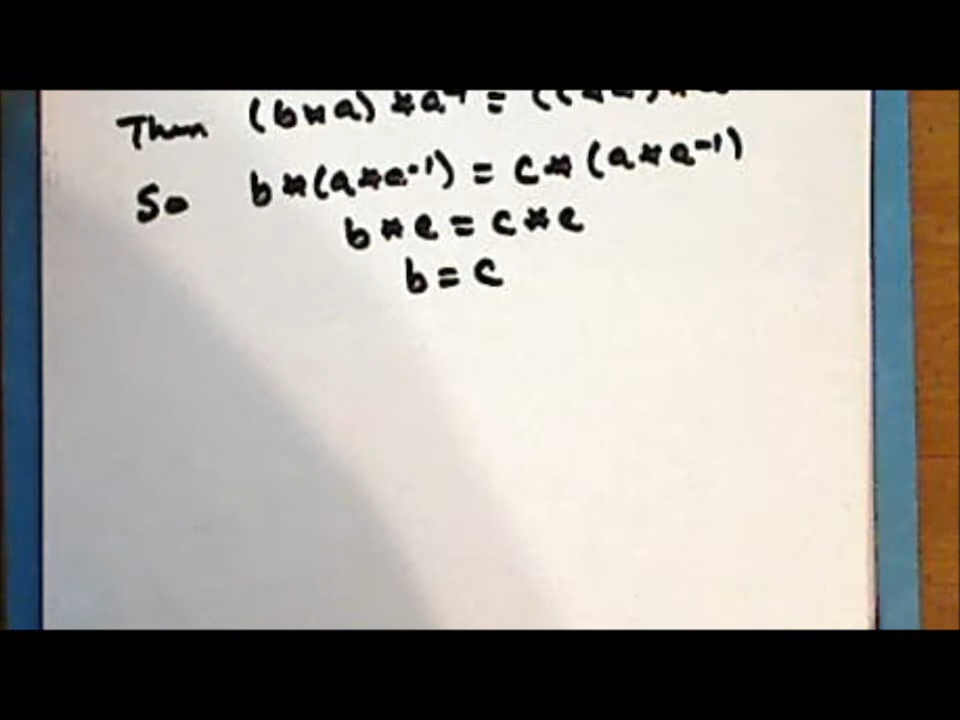 Then (b*a)*a⁻¹ = (
So b*(a*a⁻¹) = c*(a*a⁻¹)
b*e = c*e
b = c